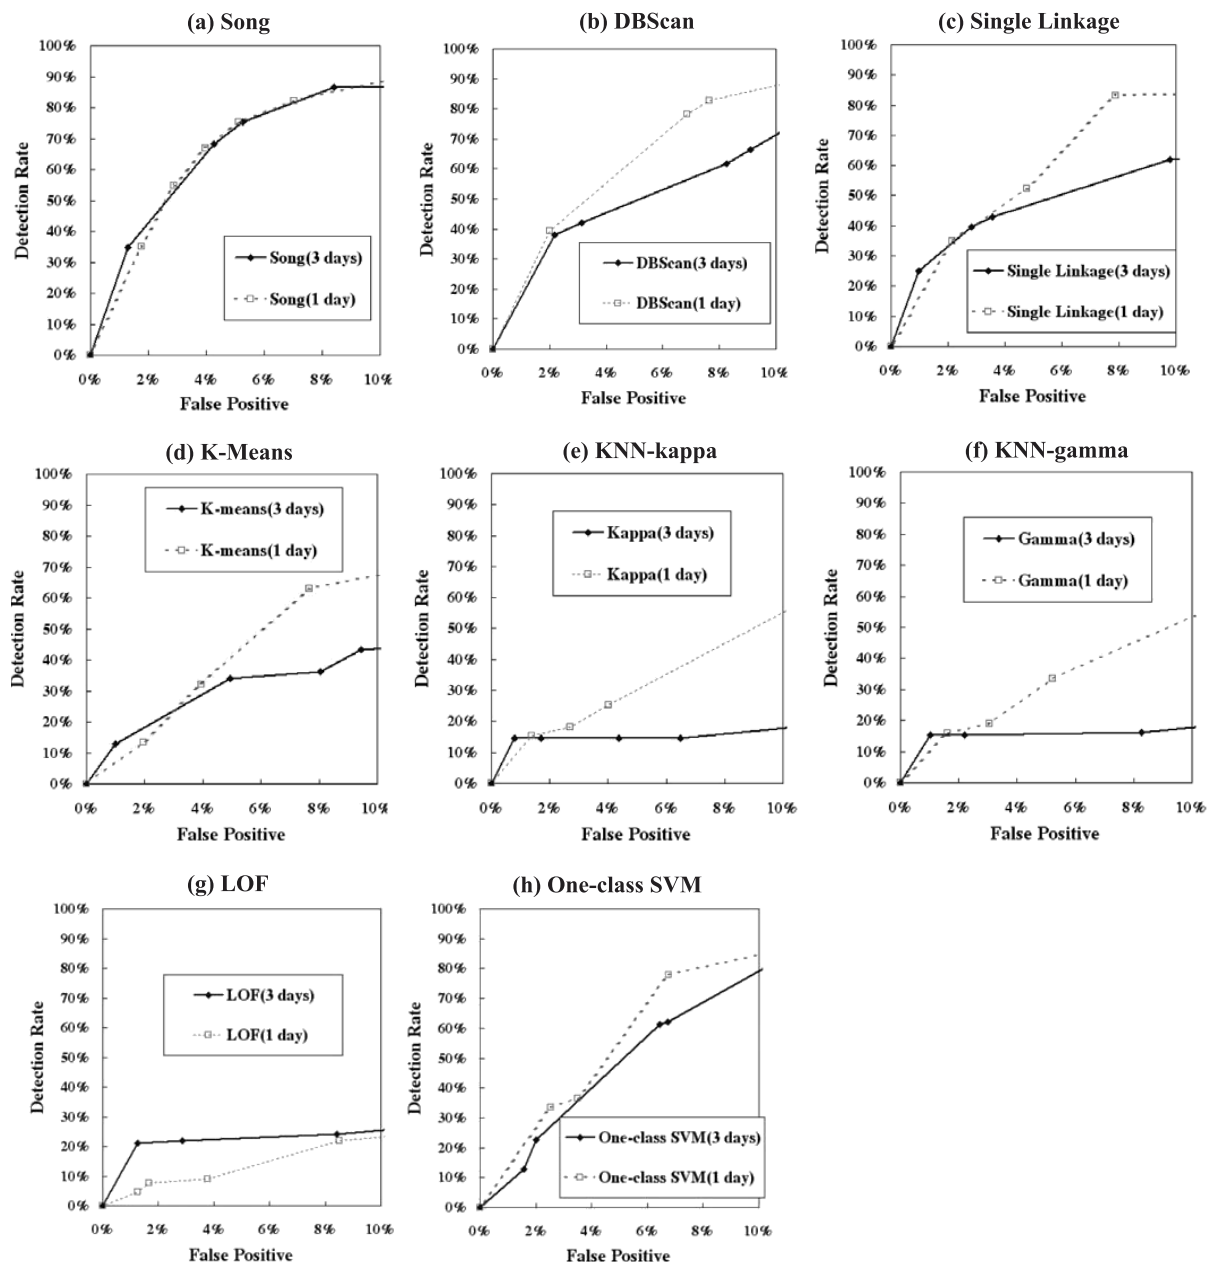 (a) Song
100%
90%
80%
70%
60%
50%
40%
30%
20%
10%
0%
Detection Rate
Song(3 days)
Song(1 day)
0% 2% 4% 6% 8% 10%
False Positive
(b) DBScan
100%
90%
80%
70%
60%
50%
40%
30%
20%
10%
0%
Detection Rate
DBScan(3 days)
DBScan(1 day)
0% 2% 4% 6% 8% 10%
False Positive
(c) Single Linkage
100%
90%
80%
70%
60%
50%
40%
30%
20%
10%
0%
Detection Rate
Single Linkage(3 days)
Single Linkage(1 day)
0% 2% 4% 6% 8% 10%
False Positive
(d) K-Means
100%
90%
80%
70%
60%
50%
40%
30%
20%
10%
0%
Detection Rate
K-means(3 days)
K-means(1 day)
0% 2% 4% 6% 8% 10%
False Positive
(e) KNN-kappa
100%
90%
80%
70%
60%
50%
40%
30%
20%
10%
0%
Detection Rate
Kappa(3 days)
Kappa(1 day)
0% 2% 4% 6% 8% 10%
False Positive
(f) KNN-gamma
100%
90%
80%
70%
60%
50%
40%
30%
20%
10%
0%
Detection Rate
Gamma(3 days)
Gamma(1 day)
0% 2% 4% 6% 8% 10%
False Positive
(g) LOF
100%
90%
80%
70%
60%
50%
40%
30%
20%
10%
0%
Detection Rate
LOF(3 days)
LOF(1 day)
0% 2% 4% 6% 8% 10%
False Positive
(h) One-class SVM
100%
90%
80%
70%
60%
50%
40%
30%
20%
10%
0%
Detection Rate
One-class SVM(3 days)
One-class SVM(1 day)
0% 2% 4% 6% 8% 10%
False Positive